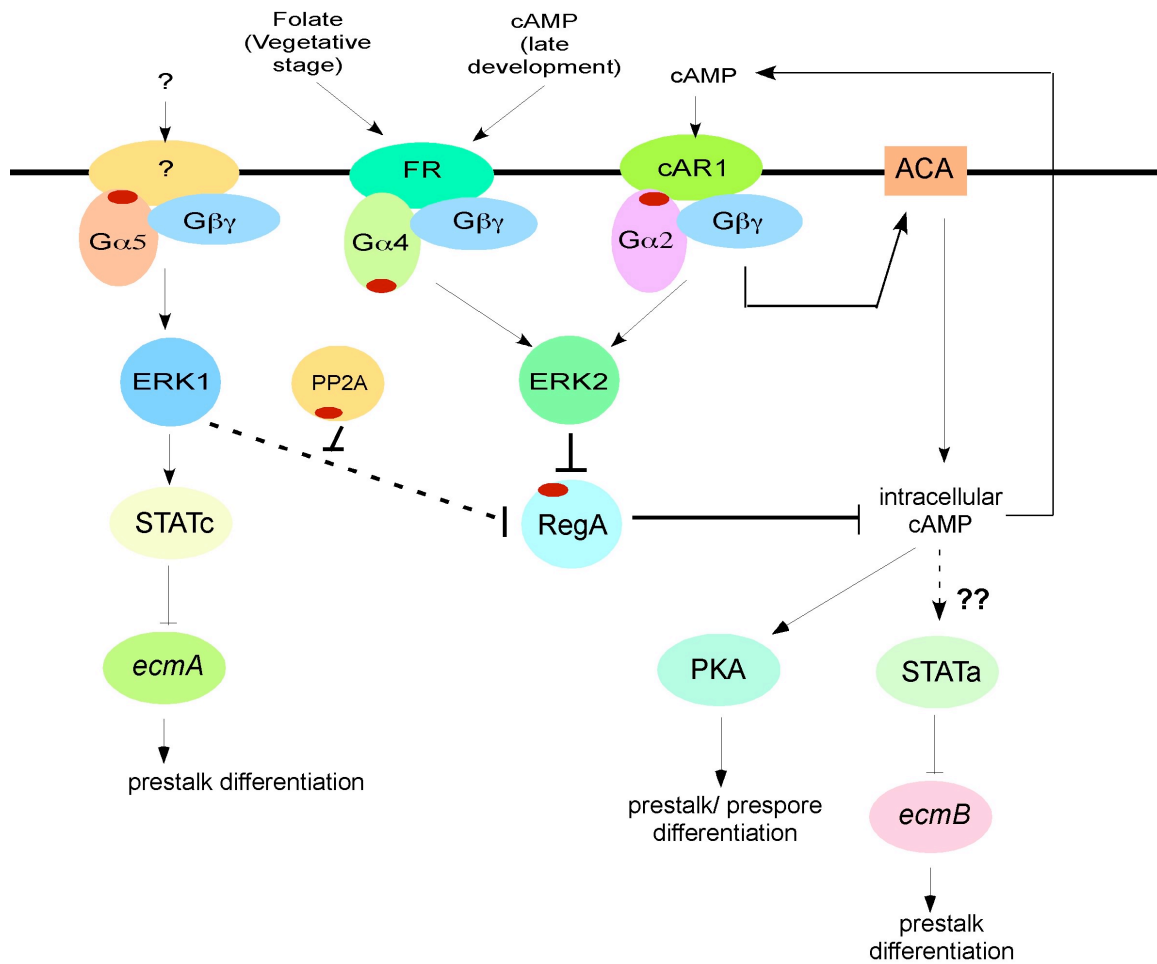 Folate
(Vegetative
stage)
cAMP
(late
development)
?
cAMP
?
FR
cAR1
ACA
Gα5
Gβγ
Gα4
Gβγ
Gα2
Gβγ
ERK1
PP2A
ERK2
STATc
RegA
intracellular
cAMP
??
ecmA
PKA
STATa
prestalk differentiation
prestalk/ prespore
differentiation
ecmB
prestalk
differentiation